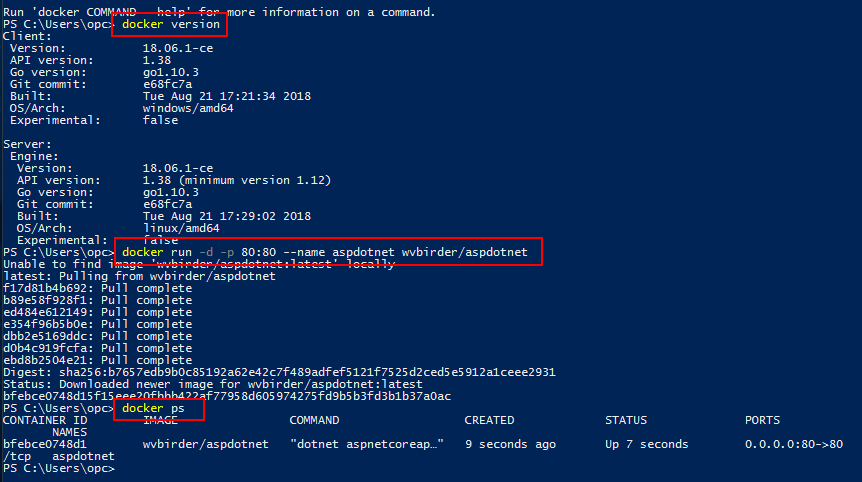 Run 'docker COMMAND --help' for more information on a command.
PS C:\Users\opc> docker version
Client:
 Version:           18.06.1-ce
 API version:       1.38
 Go version:        go1.10.3
 Git commit:        e68fc7a
 Built:             Tue Aug 21 17:21:34 2018
 OS/Arch:           windows/amd64
 Experimental:      false

Server:
 Engine:
  Version:          18.06.1-ce
  API version:      1.38 (minimum version 1.12)
  Go version:       go1.10.3
  Git commit:       e68fc7a
  Built:            Tue Aug 21 17:29:02 2018
  OS/Arch:          linux/amd64
  Experimental:     false
PS C:\Users\opc> docker run -d -p 80:80 --name aspdotnet wvbirder/aspdotnet
Unable to find image 'wvbirder/aspdotnet:latest' locally
latest: Pulling from wvbirder/aspdotnet
f17d81b4b692: Pull complete
b89e58f928f1: Pull complete
ed484e612149: Pull complete
e354f96b5b0e: Pull complete
dbb2e5169ddc: Pull complete
d0b4c919fcfa: Pull complete
ebd8b2504e21: Pull complete
Digest: sha256:b7657edb9b0c85192a62e42c7f489adfef5121f7525d2ced5e5912a1ceee2931
Status: Downloaded newer image for wvbirder/aspdotnet:latest
bfebce0748d15f15eee20fbbb422af77958d605974275fd9b5b3fd3b1b37a0ac
PS C:\Users\opc> docker ps
CONTAINER ID        IMAGE               COMMAND                  CREATED             STATUS              PORTS
       NAMES
bfebce0748d1        wvbirder/aspdotnet   "dotnet aspnetcoreap…"   9 seconds ago       Up 7 seconds        0.0.0.0:80->80
/tcp   aspdotnet
PS C:\Users\opc>